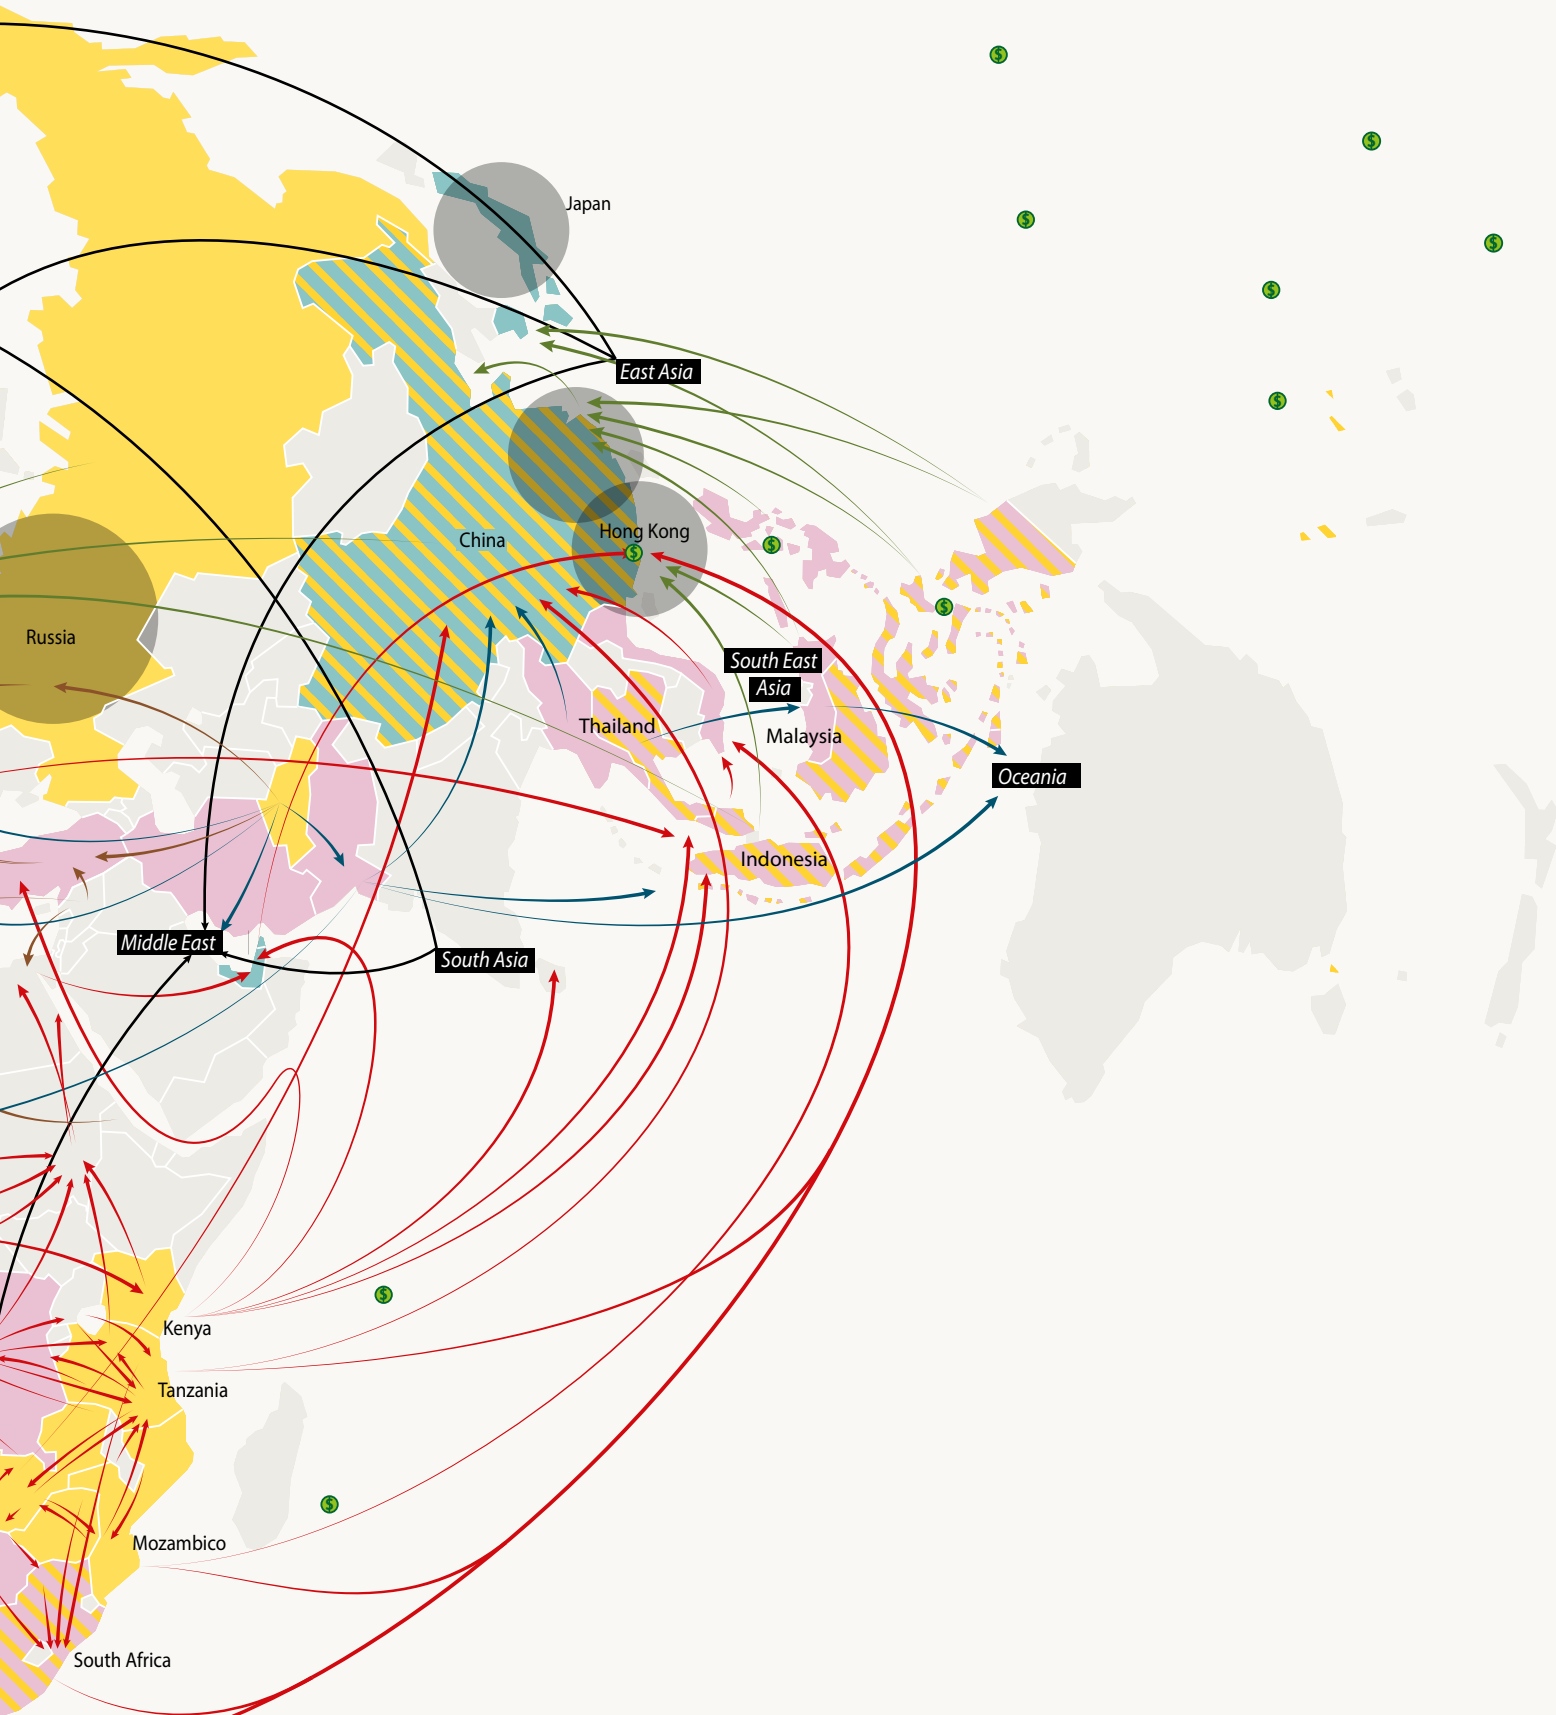 $
$
Japan
$
$
$
East Asia
$
Hong Kong
China
$
$
$
Russia
South East
Asia
Thailand
Malaysia
Oceania
Indonesia
Middle East
South Asia
$
Kenya
Tanzania
$
Mozambico
South Africa